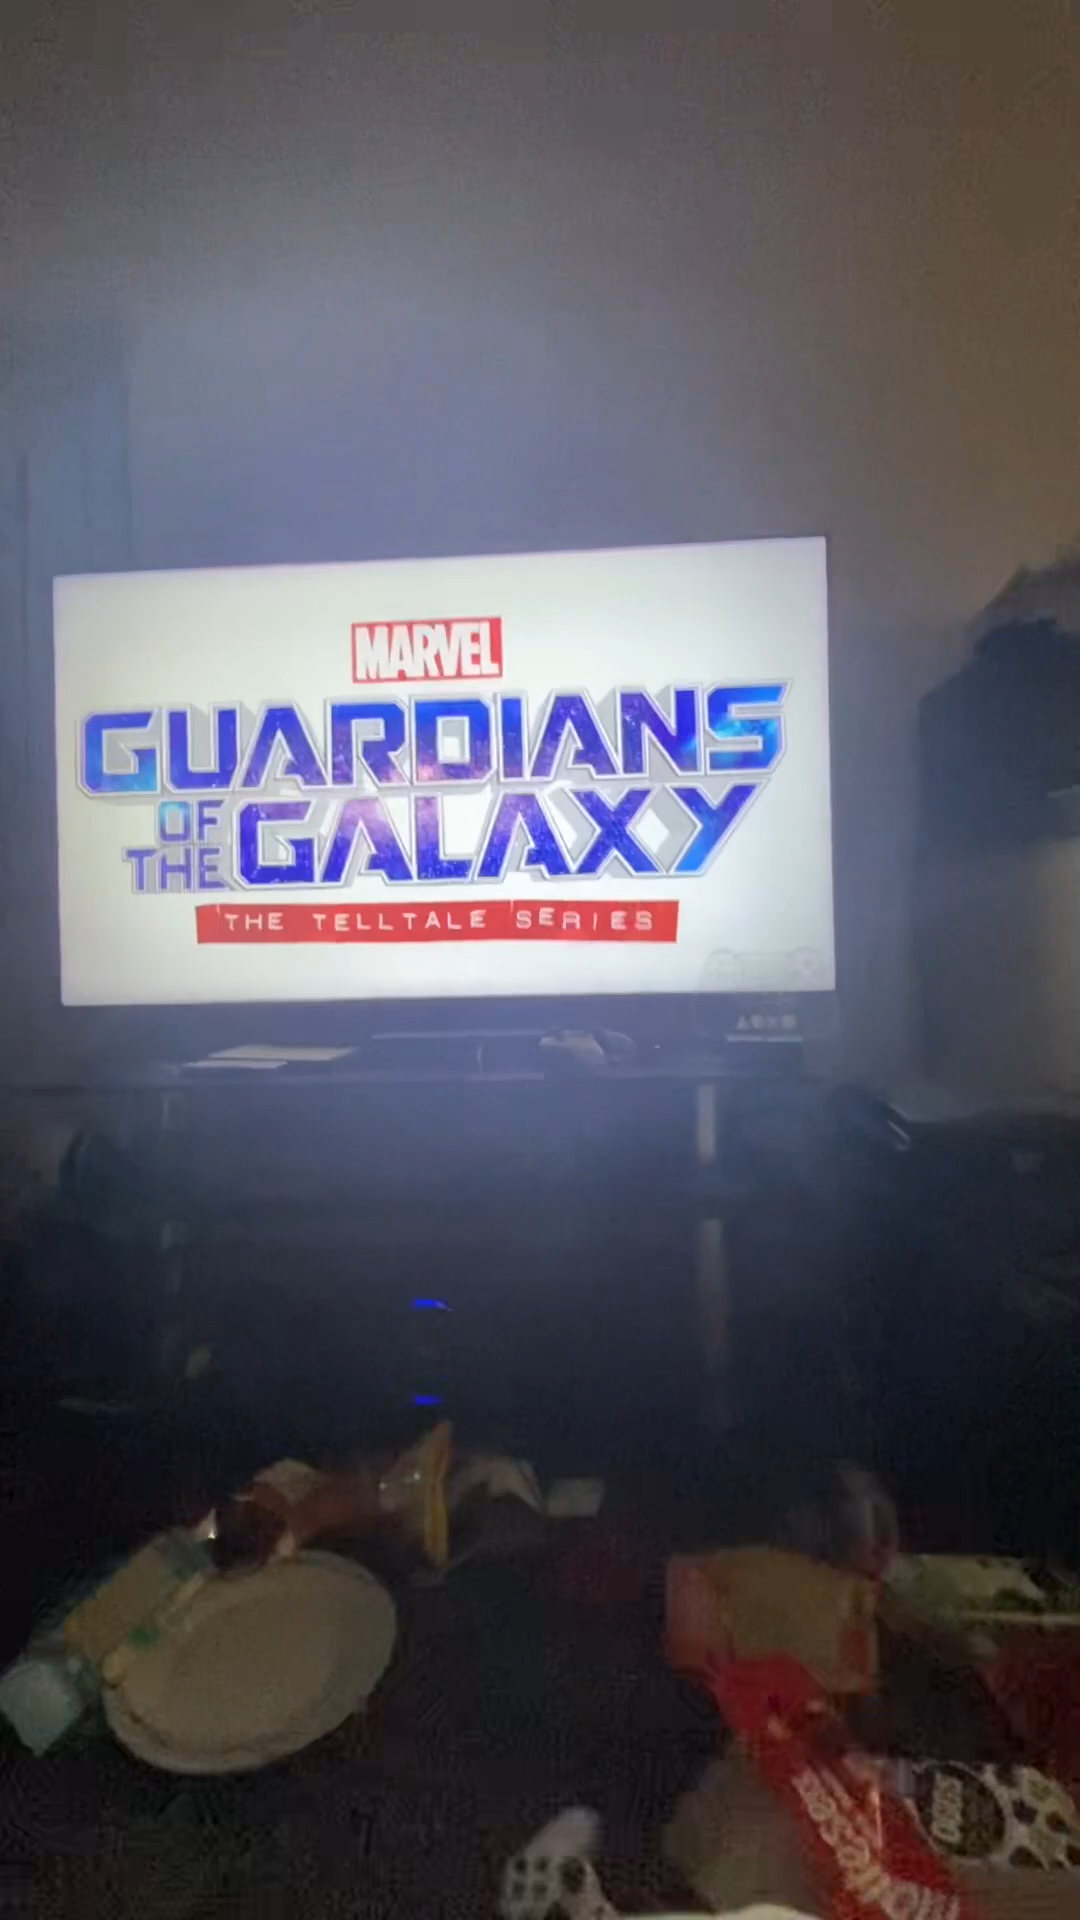 MARVEL
GUARDIANS
OF
THE GALAXY
THE TELLTALE SERIES